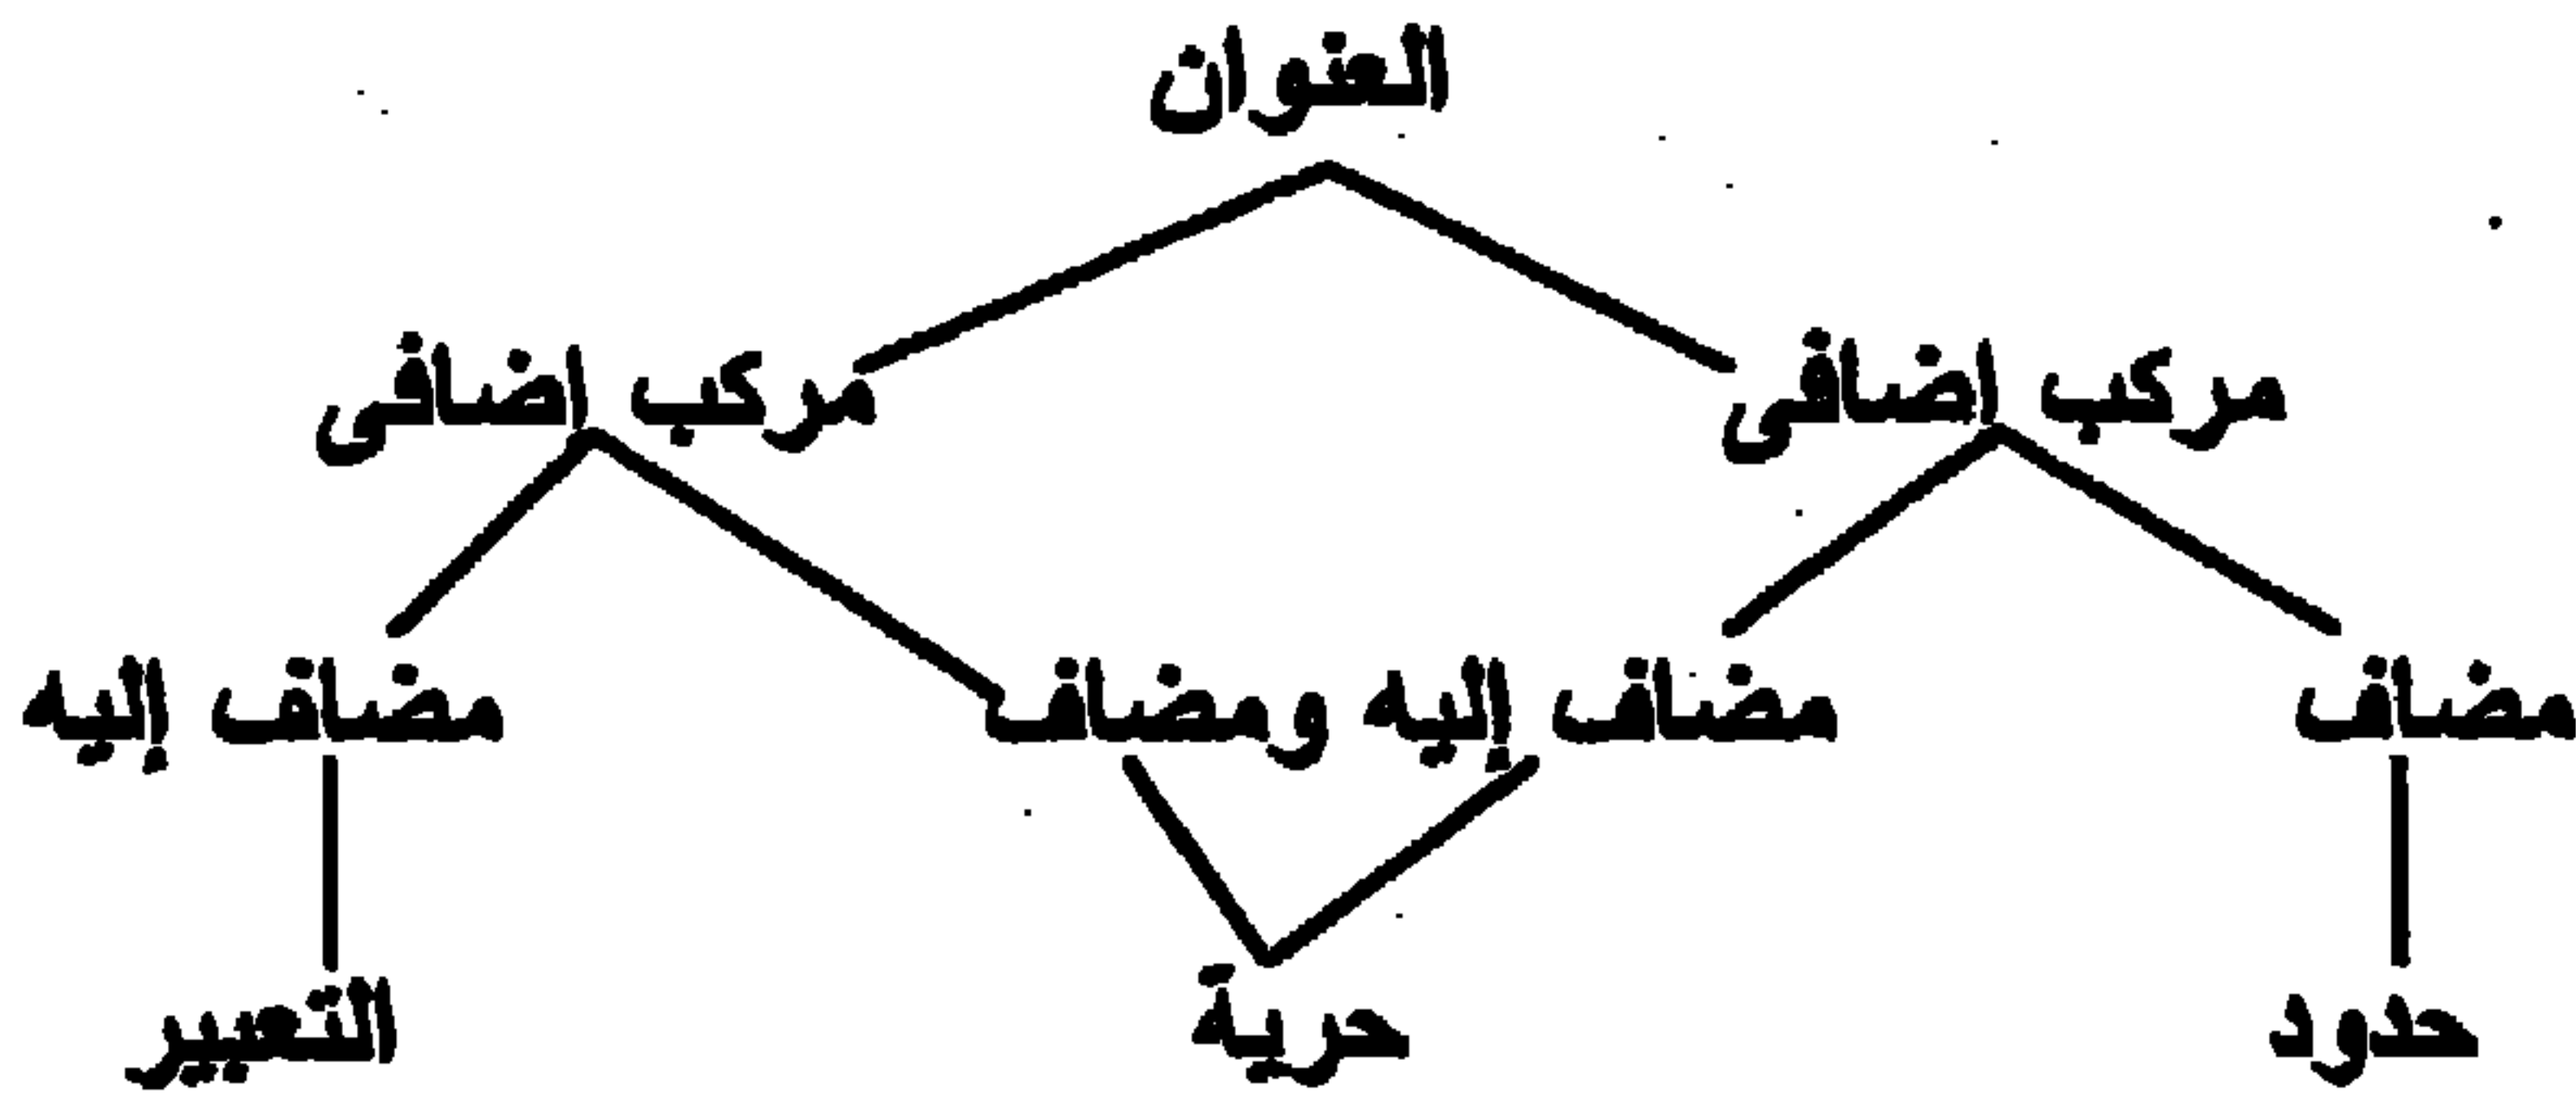 العنوان
مركب إضافى مركب إضافى
مضاف مضاف إليه ومضاف مضاف إليه
حدود حرية التعبير